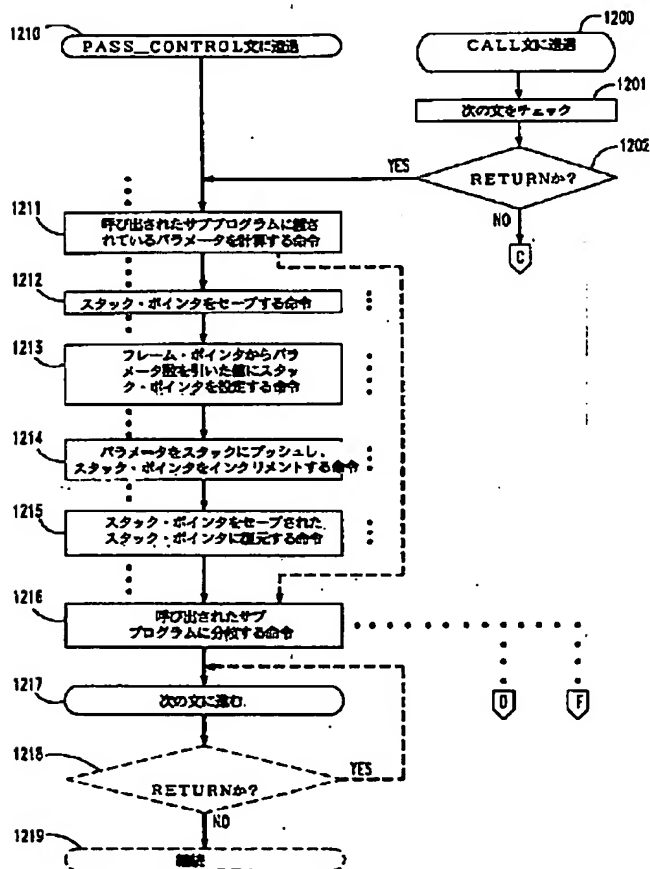 1200
1210
PASS_CONTROL文に遭遇
CALL文に遭遇
1201
次の文をチェック
1202
YES
RETURNか?
NO
C
1211
呼び出されたサブプログラムに渡さ
れているパラメータを計算する命令
1212
スタック・ポインタをセーブする命令
1213
フレーム・ポインタからパラ
メータ数を引いた値にスタッ
ク・ポインタを設定する命令
1214
パラメータをスタックにプッシュし、
スタック・ポインタをインクリメントする命令
1215
スタック・ポインタをセーブされた
スタック・ポインタに復元する命令
1216
呼び出されたサブ
プログラムに分岐する命令
1217
次の文に進む
D
F
1218
RETURNか?
YES
NO
1219
継続